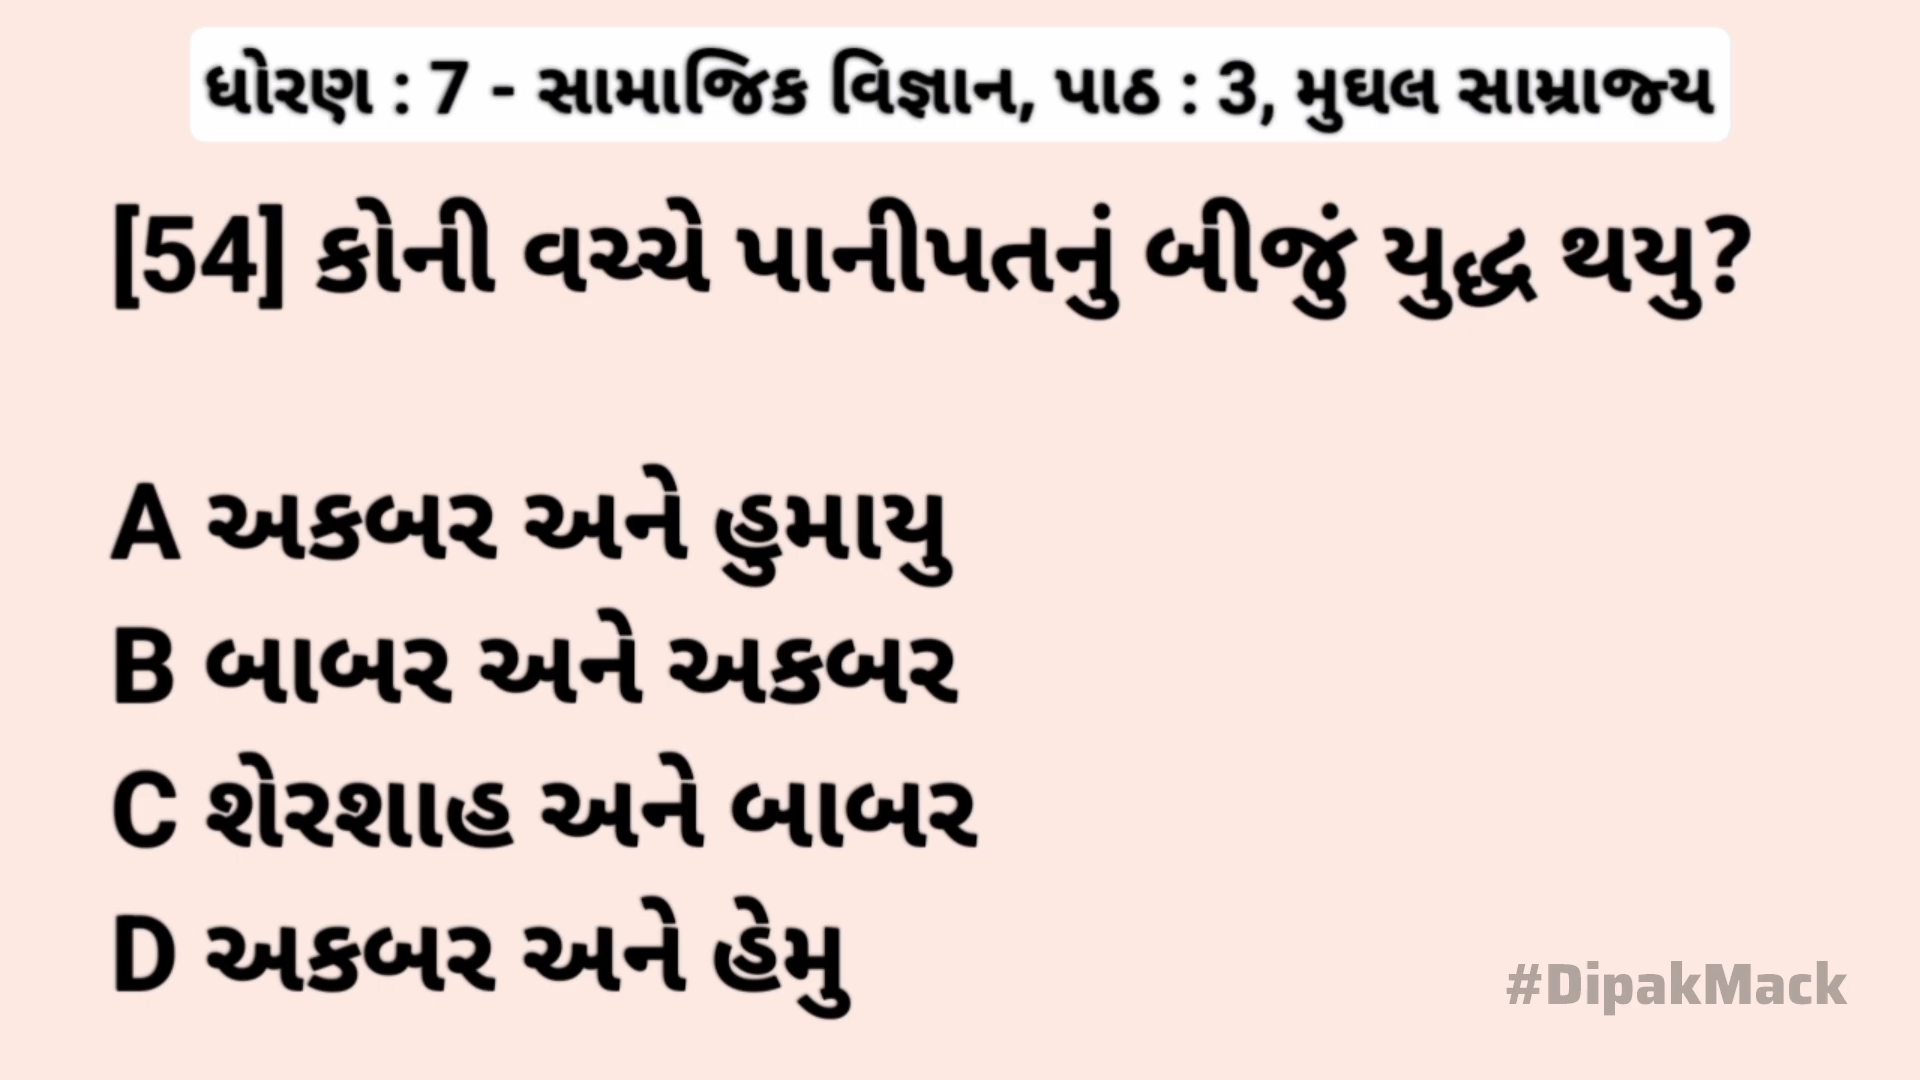 ધોરણ : 7 - સામાજિક વિજ્ઞાન, પાઠ : 3, મુઘલ સામ્રાજ્ય
[54] કોની વચ્ચે પાનીપતનું બીજું યુદ્ધ થયુ?
A અકબર અને હુમાયુ
B બાબર અને અકબર
C શેરશાહ અને બાબર
D અકબર અને હેમુ
#DipakMack